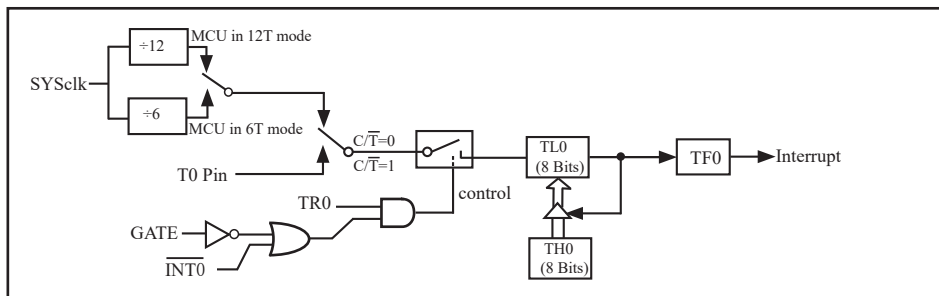 MCU in 12T mode
÷12
SYSclk
÷6
MCU in 6T mode
C/T̅=0
C/T̅=1
T0 Pin
TL0
(8 Bits)
TF0
Interrupt
control
TR0
GATE
I̅N̅T̅0̅
TH0
(8 Bits)